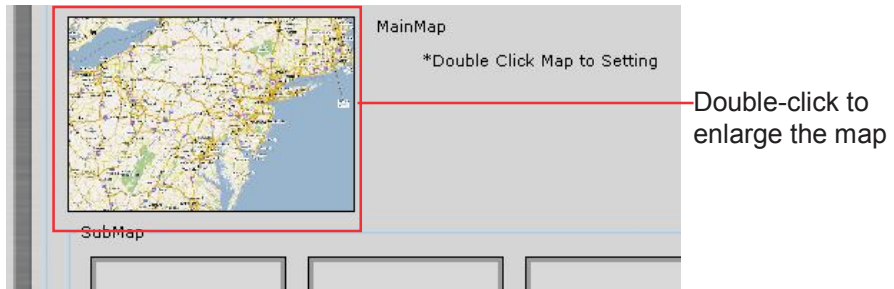 MainMap
*Double Click Map to Setting
Double-click to
enlarge the map
SubMap